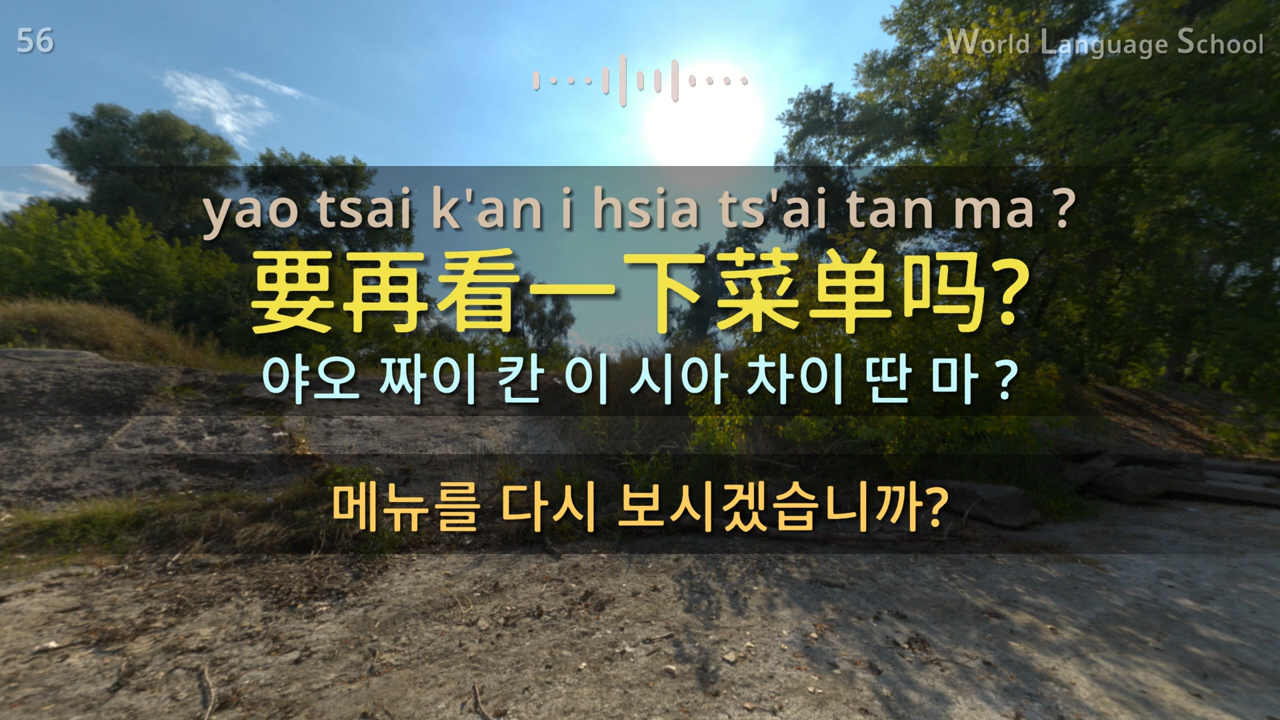 56
World Language School
yao tsai k'an i hsia ts'ai tan ma ?
要再看一下菜单吗?
야오 짜이 칸 이 시아 차이 딴 마 ?
메뉴를 다시 보시겠습니까?